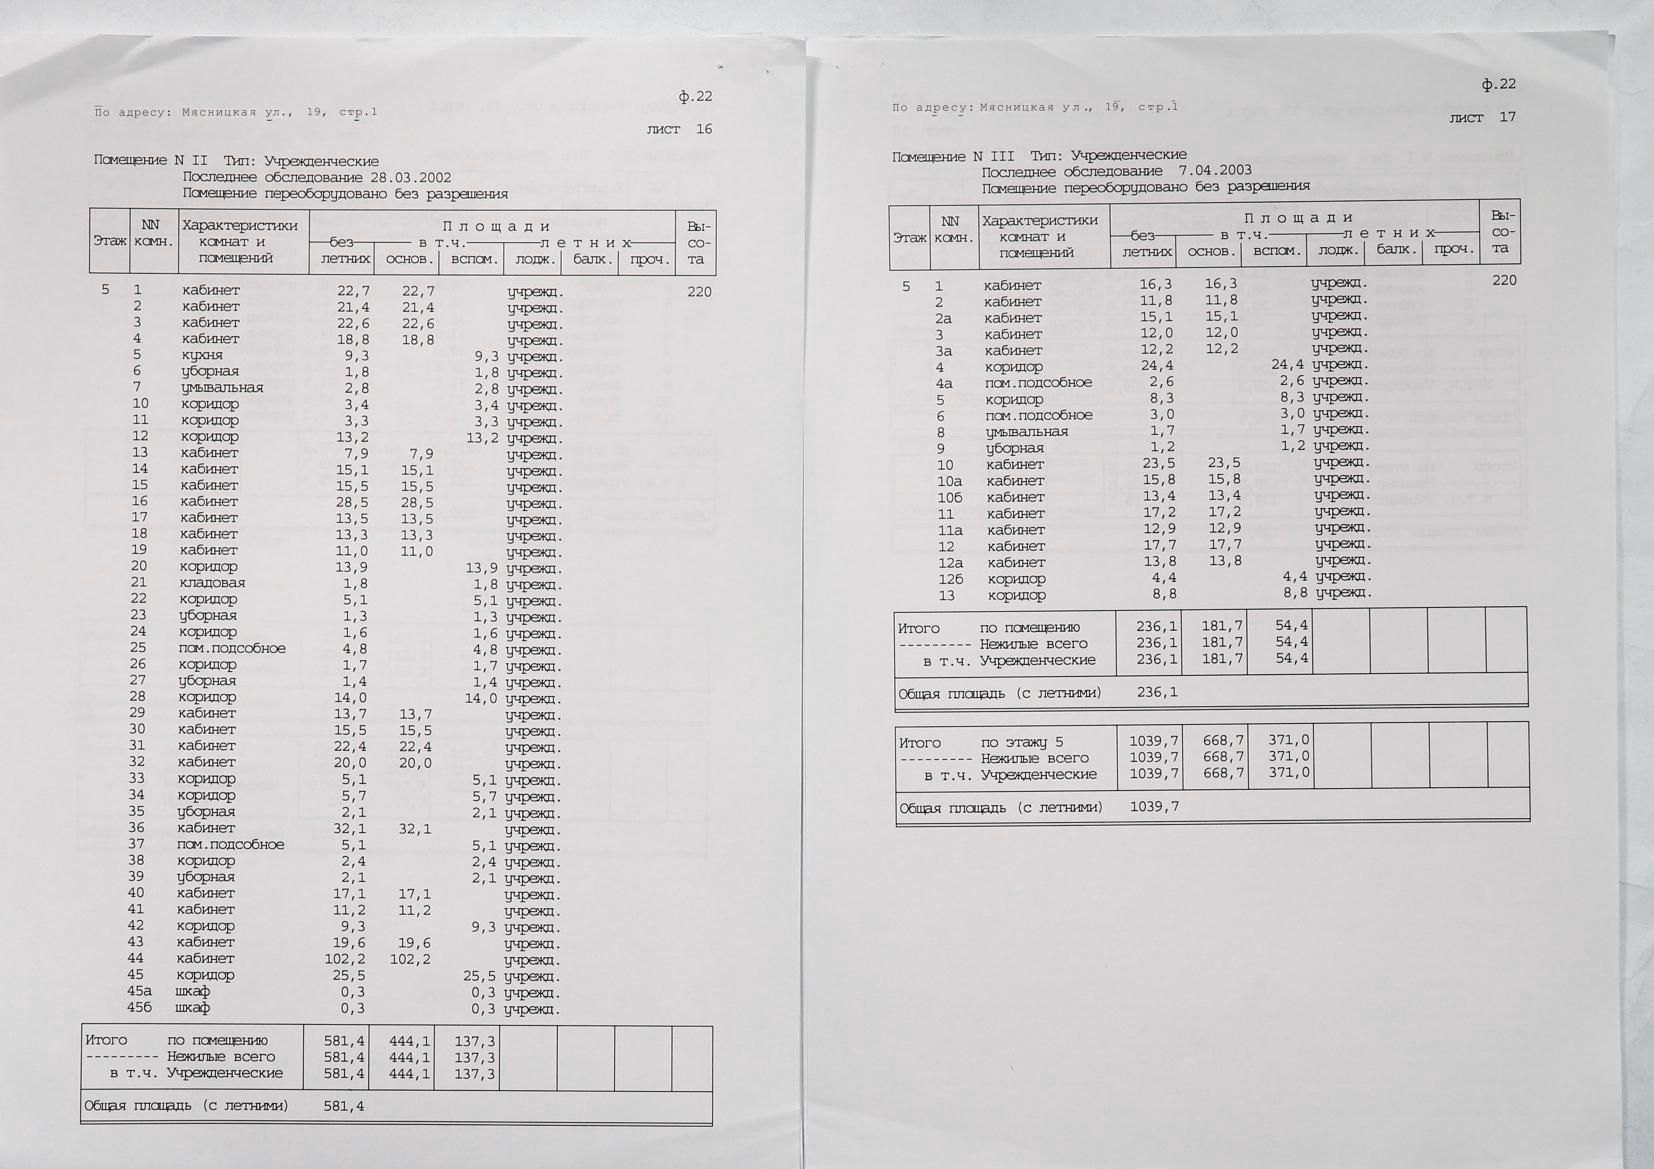 ф.22
По адресу: Мясницкая ул., 19, стр.1
лист 16
Помещение N II Тип: Учрежденческие
Последнее обследование 28.03.2002
Помещение переоборудовано без разрешения
Этаж NN комн. Характеристики комнат и помещений Площади Вы-со-та
без летних в т.ч. летних
основ. вспом. лодж. балк. проч.
5 1 кабинет 22,7 22,7 учрежд. 220
2 кабинет 21,4 21,4 учрежд.
3 кабинет 22,6 22,6 учрежд.
4 кабинет 18,8 18,8 учрежд.
5 кухня 9,3 9,3 учрежд.
6 уборная 1,8 1,8 учрежд.
7 умывальная 2,8 2,8 учрежд.
10 коридор 3,4 3,4 учрежд.
11 коридор 3,3 3,3 учрежд.
12 коридор 13,2 13,2 учрежд.
13 кабинет 7,9 7,9 учрежд.
14 кабинет 15,1 15,1 учрежд.
15 кабинет 15,5 15,5 учрежд.
16 кабинет 28,5 28,5 учрежд.
17 кабинет 13,5 13,5 учрежд.
18 кабинет 13,3 13,3 учрежд.
19 кабинет 11,0 11,0 учрежд.
20 коридор 13,9 13,9 учрежд.
21 кладовая 1,8 1,8 учрежд.
22 коридор 5,1 5,1 учрежд.
23 уборная 1,3 1,3 учрежд.
24 коридор 1,6 1,6 учрежд.
25 пом.подсобное 4,8 4,8 учрежд.
26 коридор 1,7 1,7 учрежд.
27 уборная 1,4 1,4 учрежд.
28 коридор 14,0 14,0 учрежд.
29 кабинет 13,7 13,7 учрежд.
30 кабинет 15,5 15,5 учрежд.
31 кабинет 22,4 22,4 учрежд.
32 кабинет 20,0 20,0 учрежд.
33 коридор 5,1 5,1 учрежд.
34 коридор 5,7 5,7 учрежд.
35 уборная 2,1 2,1 учрежд.
36 кабинет 32,1 32,1 учрежд.
37 пом.подсобное 5,1 5,1 учрежд.
38 коридор 2,4 2,4 учрежд.
39 уборная 2,1 2,1 учрежд.
40 кабинет 17,1 17,1 учрежд.
41 кабинет 11,2 11,2 учрежд.
42 коридор 9,3 9,3 учрежд.
43 кабинет 19,6 19,6 учрежд.
44 кабинет 102,2 102,2 учрежд.
45 коридор 25,5 25,5 учрежд.
45а шкаф 0,3 0,3 учрежд.
45б шкаф 0,3 0,3 учрежд.
Итого по помещению 581,4 444,1 137,3
--------- Нежилые всего 581,4 444,1 137,3
в т.ч. Учрежденческие 581,4 444,1 137,3
Общая площадь (с летними) 581,4
ф.22
По адресу: Мясницкая ул., 19, стр.1
лист 17
Помещение N III Тип: Учрежденческие
Последнее обследование 7.04.2003
Помещение переоборудовано без разрешения
Этаж NN комн. Характеристики комнат и помещений Площади Вы-со-та
без летних в т.ч. летних
основ. вспом. лодж. балк. проч.
5 1 кабинет 16,3 16,3 учрежд. 220
2 кабинет 11,8 11,8 учрежд.
2а кабинет 15,1 15,1 учрежд.
3 кабинет 12,0 12,0 учрежд.
3а кабинет 12,2 12,2 учрежд.
4 коридор 24,4 24,4 учрежд.
4а пом.подсобное 2,6 2,6 учрежд.
5 коридор 8,3 8,3 учрежд.
6 пом.подсобное 3,0 3,0 учрежд.
8 умывальная 1,7 1,7 учрежд.
9 уборная 1,2 1,2 учрежд.
10 кабинет 23,5 23,5 учрежд.
10а кабинет 15,8 15,8 учрежд.
10б кабинет 13,4 13,4 учрежд.
11 кабинет 17,2 17,2 учрежд.
11а кабинет 12,9 12,9 учрежд.
12 кабинет 17,7 17,7 учрежд.
12а кабинет 13,8 13,8 учрежд.
12б коридор 4,4 4,4 учрежд.
13 коридор 8,8 8,8 учрежд.
Итого по помещению 236,1 181,7 54,4
--------- Нежилые всего 236,1 181,7 54,4
в т.ч. Учрежденческие 236,1 181,7 54,4
Общая площадь (с летними) 236,1
Итого по этажу 5 1039,7 668,7 371,0
--------- Нежилые всего 1039,7 668,7 371,0
в т.ч. Учрежденческие 1039,7 668,7 371,0
Общая площадь (с летними) 1039,7